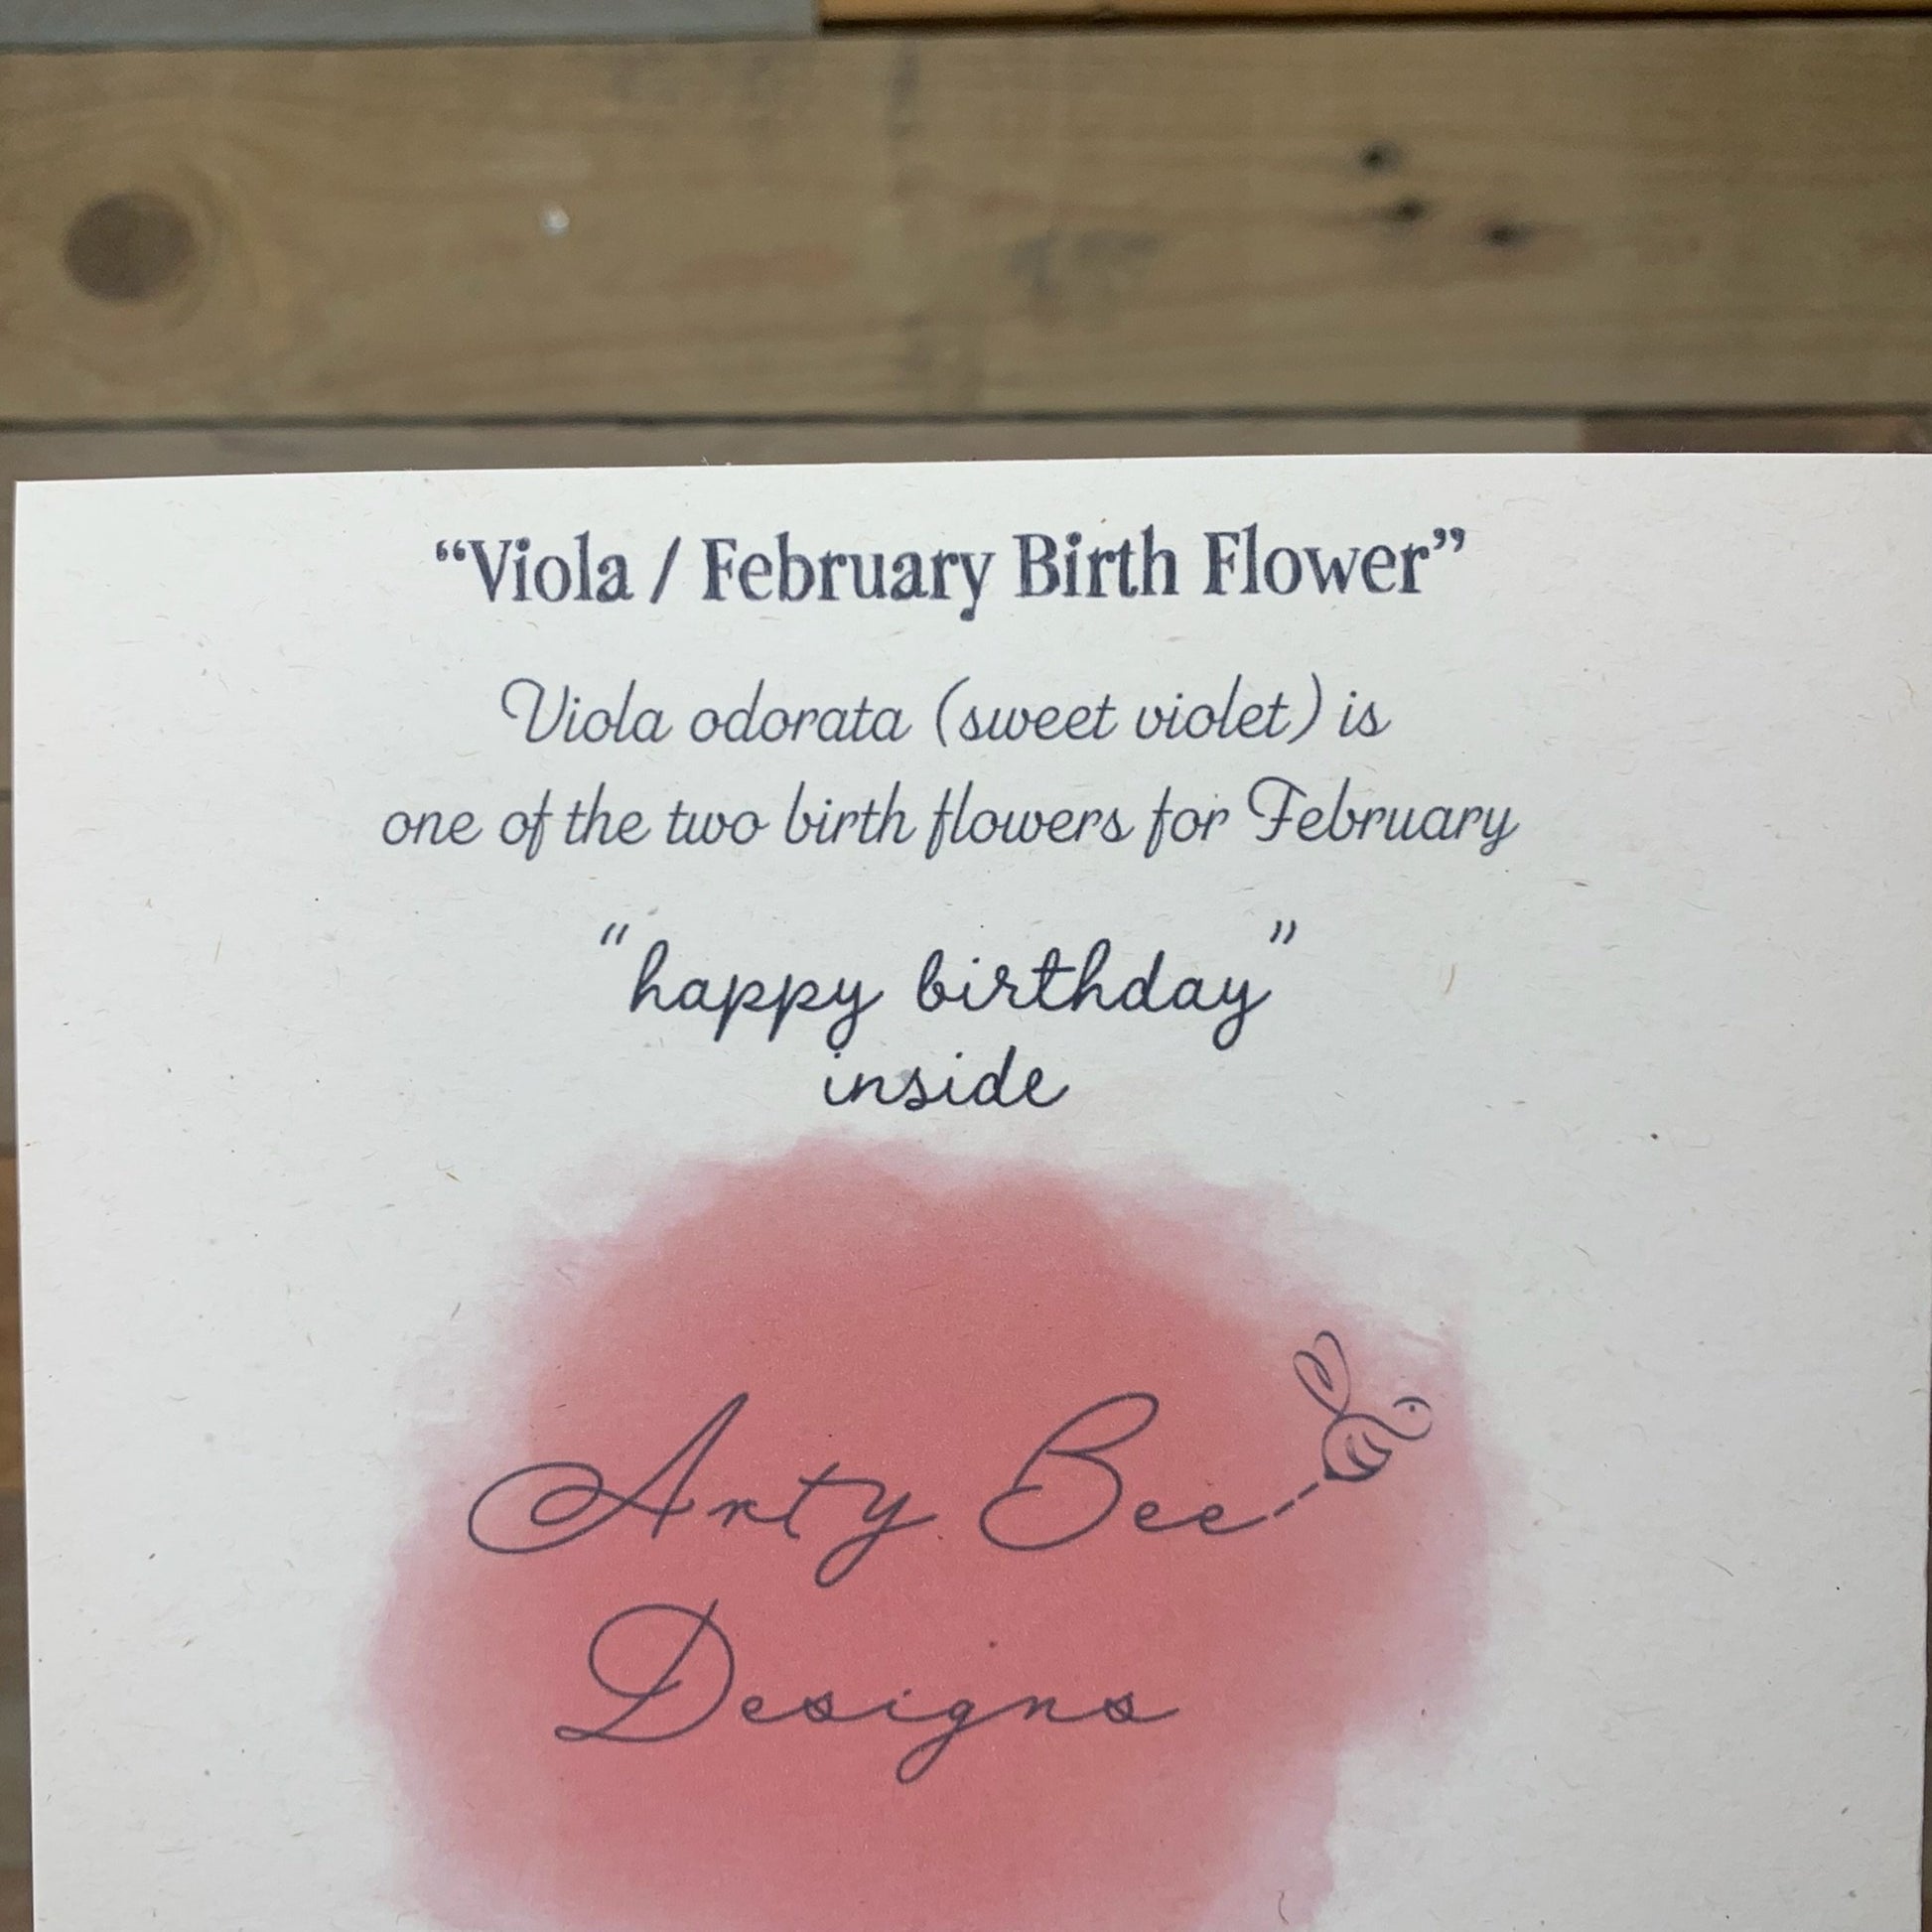 “Viola / February Birth Flower”
Viola odorata (sweet violet) is
one of the two birth flowers for February
“happy birthday”
inside
Arty Bee
Designs